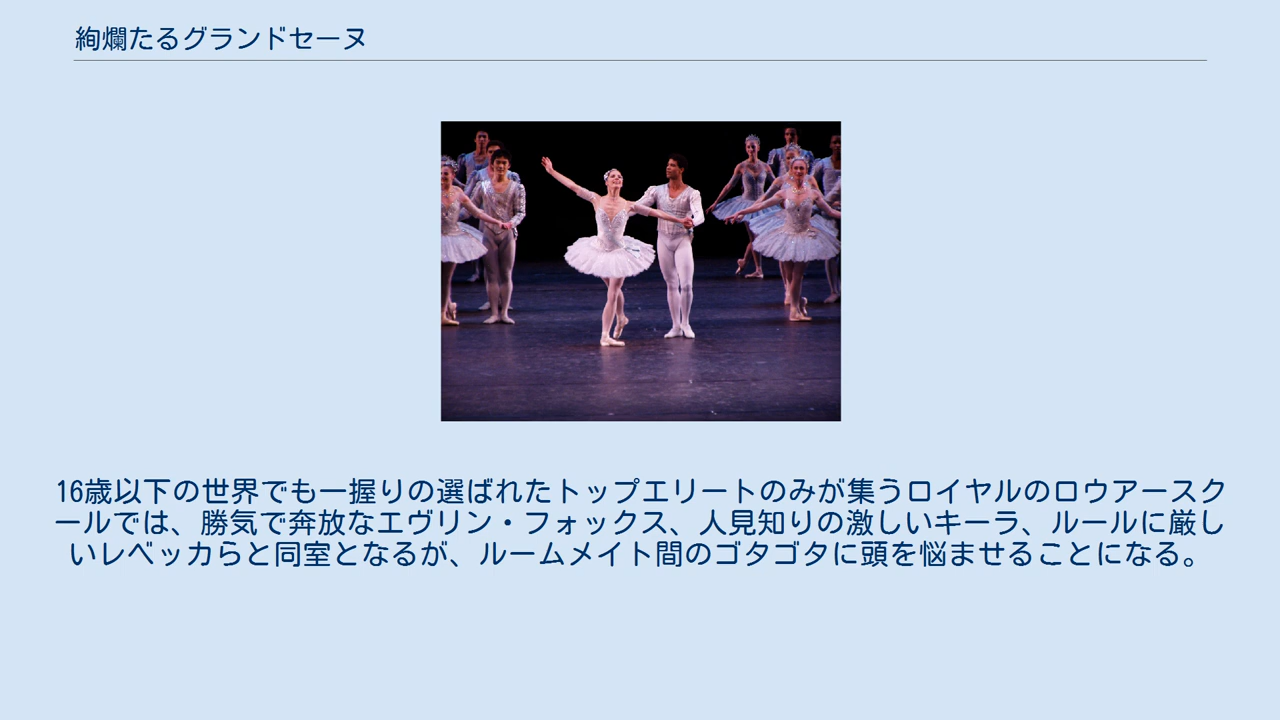 絢爛たるグランドセーヌ
16歳以下の世界でも一握りの選ばれたトップエリートのみが集うロイヤルのロウアースク
ールでは、勝気で奔放なエヴリン・フォックス、人見知りの激しいキーラ、ルールに厳し
いレベッカらと同室となるが、ルームメイト間のゴタゴタに頭を悩ませることになる。